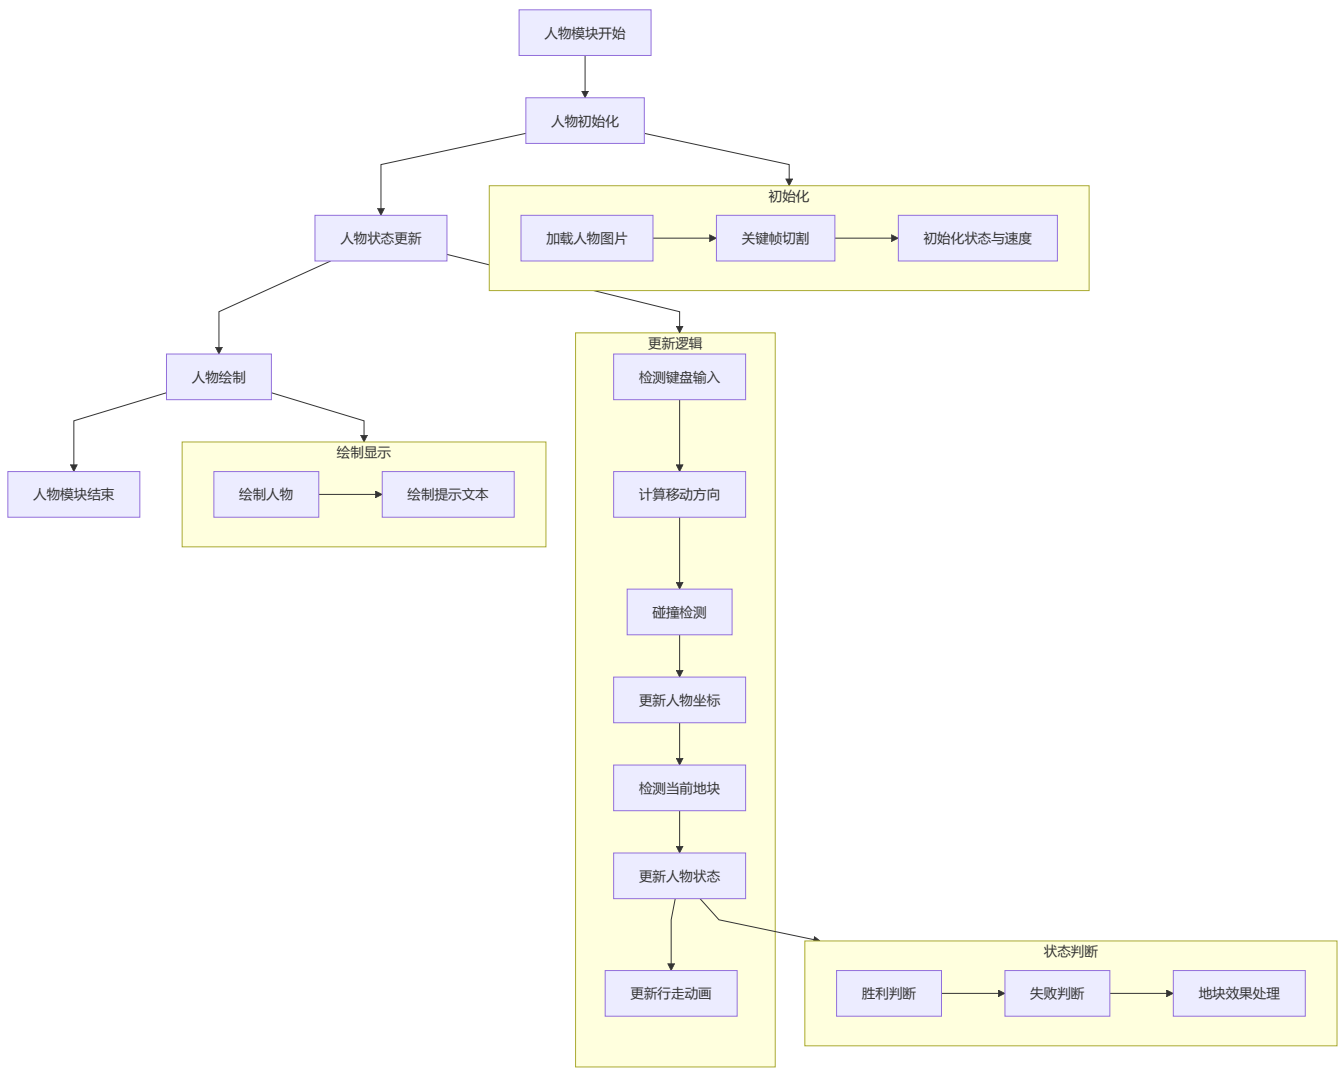 人物模块开始
人物初始化
初始化
人物状态更新
加载人物图片
关键帧切割
初始化状态与速度
更新逻辑
人物绘制
检测键盘输入
绘制显示
人物模块结束
绘制人物
绘制提示文本
计算移动方向
碰撞检测
更新人物坐标
检测当前地块
更新人物状态
状态判断
更新行走动画
胜利判断
失败判断
地块效果处理